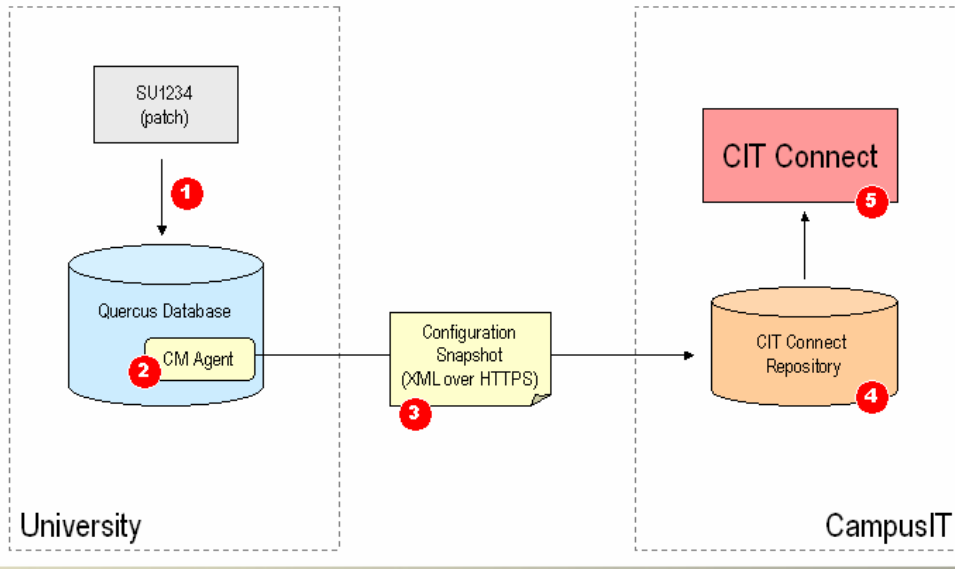 SU1234
(patch)
1
Quercus Database
CM Agent
2
Configuration
Snapshot
(XML over HTTPS)
3
CIT Connect
5
CIT Connect
Repository
4
University
CampusIT